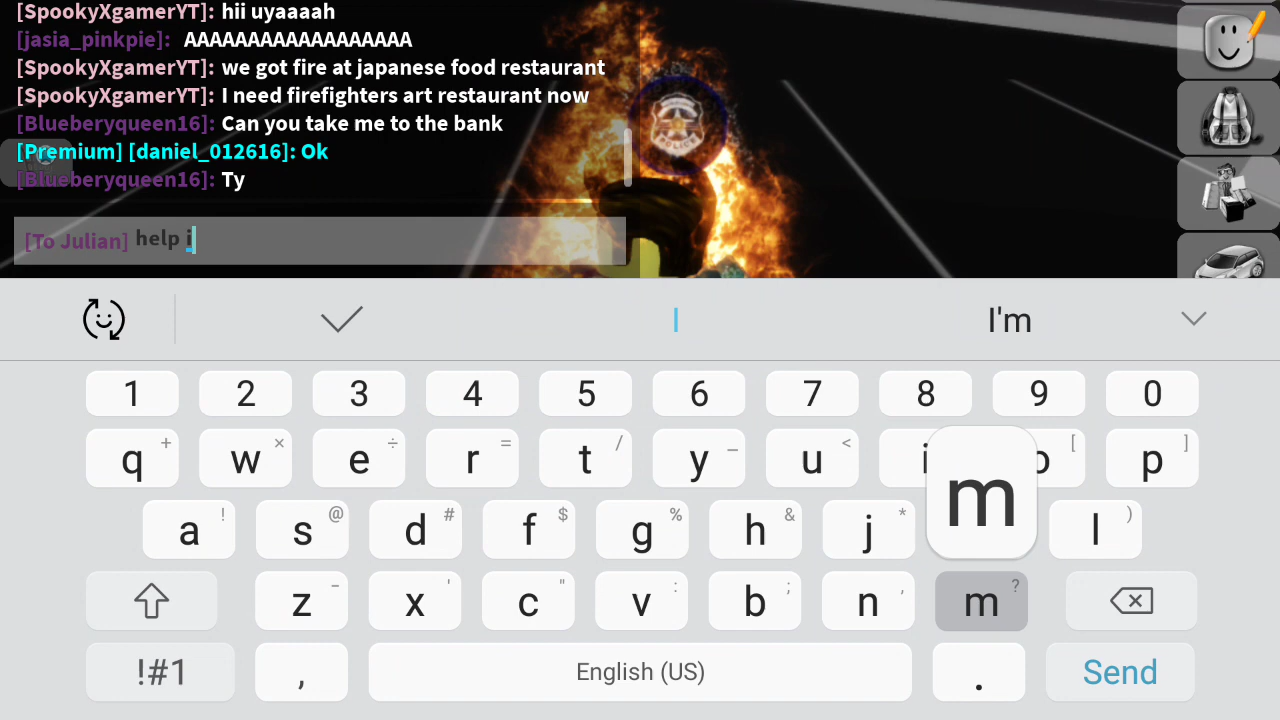 [SpookyXgamerYT]: hii uyaaaah
[jasia_pinkpie]: AAAAAAAAAAAAAAAAAA
[SpookyXgamerYT]: we got fire at japanese food restaurant
[SpookyXgamerYT]: I need firefighters art restaurant now
[Blueberyqueen16]: Can you take me to the bank
[Premium] [daniel_012616]: Ok
[Blueberyqueen16]: Ty
POLICE
[To Julian] help i
I I'm
1 2 3 4 5 6 7 8 9 0
q + w × e ÷ r = t / y _ u < i o [ p ]
m
a ! s @ d # f $ g % h & j * l )
z - x ' c " v : b ; n , m ?
!#1 , English (US) . Send